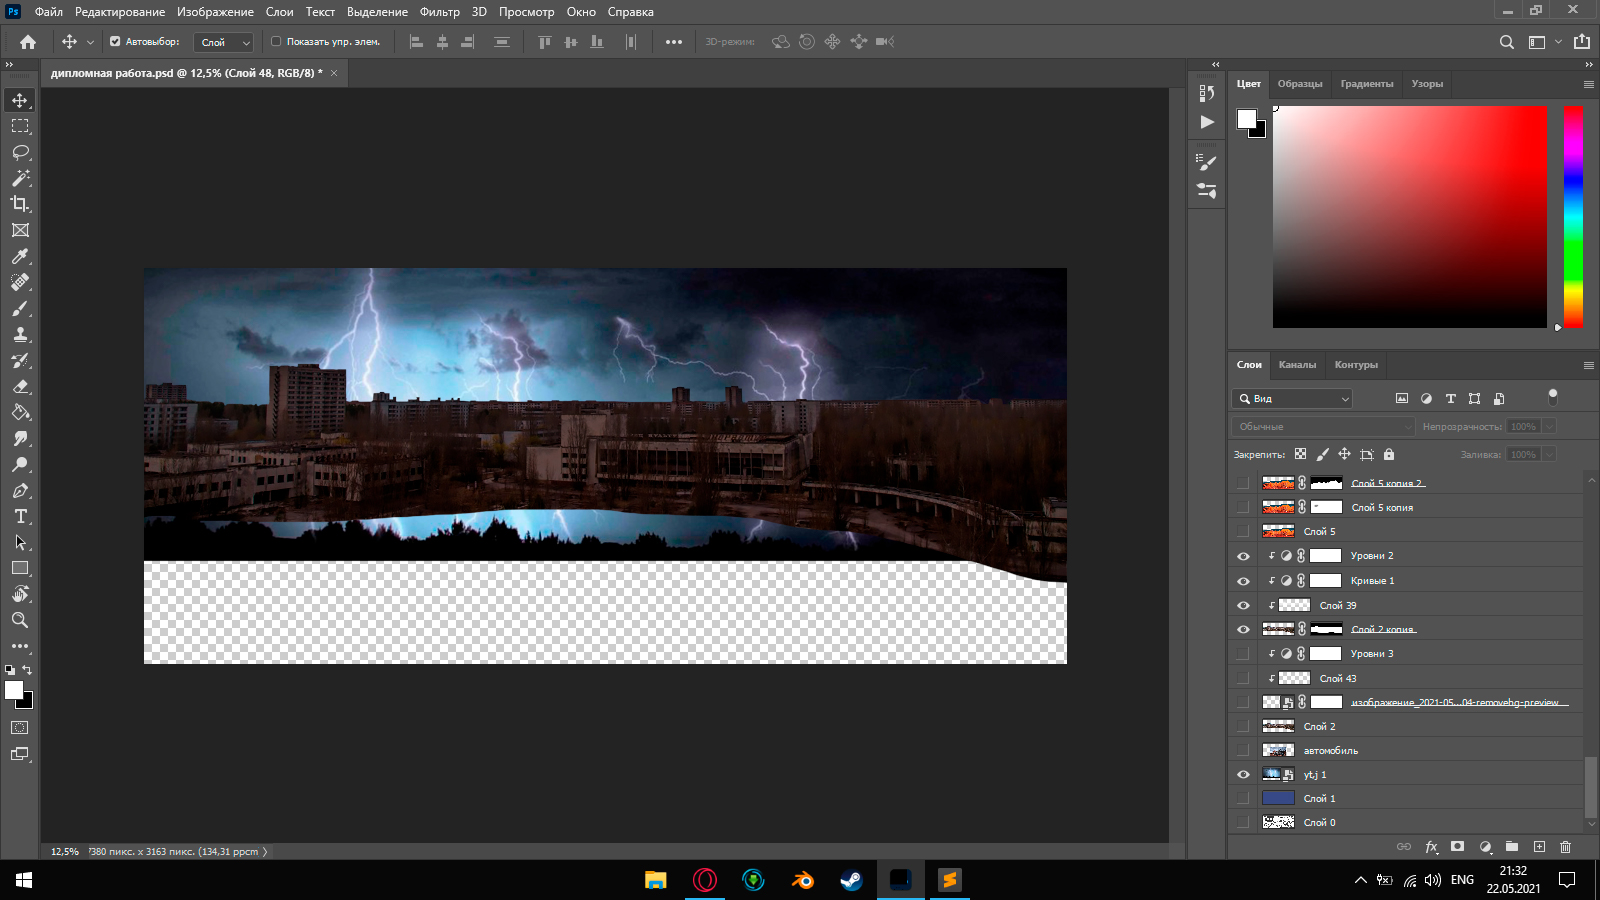 Ps Файл Редактирование Изображение Слои Текст Выделение Фильтр 3D Просмотр Окно Справка
Автовыбор: Слой Показать упр. элем. 3D-режим:
дипломная работа.psd @ 12,5% (Слой 48, RGB/8) *
Цвет Образцы Градиенты Узоры
Слои Каналы Контуры
Вид
Обычные Непрозрачность: 100%
Закрепить: Заливка: 100%
Слой 5 копия 2
Слой 5 копия
Слой 5
Уровни 2
Кривые 1
Слой 39
Слой 2 копия
Уровни 3
Слой 43
изображение_2021-05...04-removebg-preview
Слой 2
автомобиль
yt,j 1
Слой 1
Слой 0
12,5% 7380 пикс. x 3163 пикс. (134,31 ppcm)
fx
ENG
21:32
22.05.2021